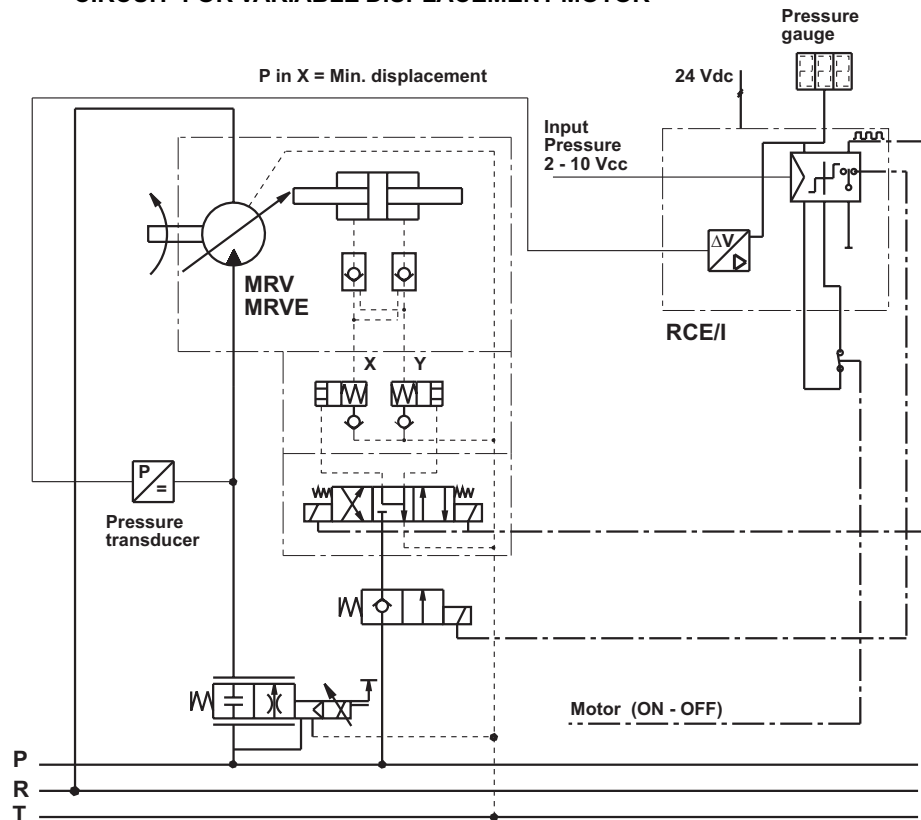 CIRCUIT FOR VARIABLE DISPLACEMENT MOTOR
Pressure
gauge
P in X = Min. displacement
24 Vdc
Input
Pressure
2 - 10 Vcc
ΔV
MRV
MRVE
RCE/I
X
Y
P
=
Pressure
transducer
Motor (ON - OFF)
P
R
T